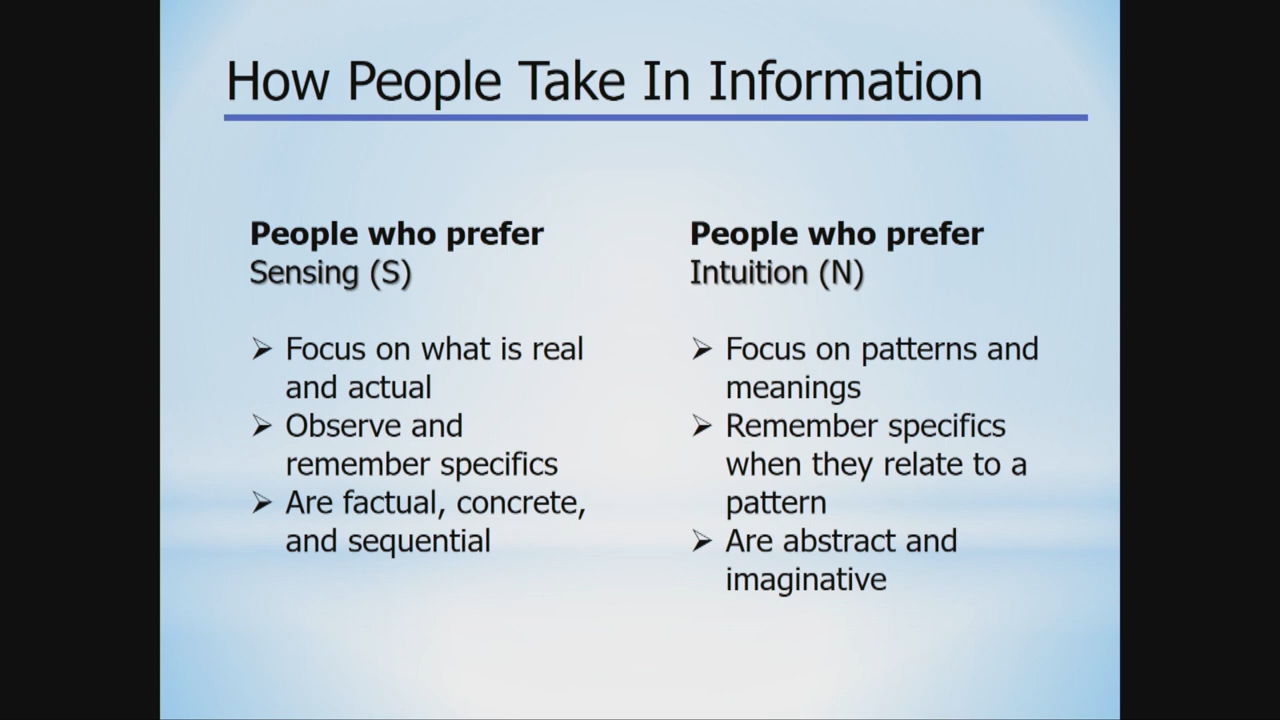 How People Take In Information
People who prefer
Sensing (S)
➢ Focus on what is real
and actual
➢ Observe and
remember specifics
➢ Are factual, concrete,
and sequential
People who prefer
Intuition (N)
➢ Focus on patterns and
meanings
➢ Remember specifics
when they relate to a
pattern
➢ Are abstract and
imaginative